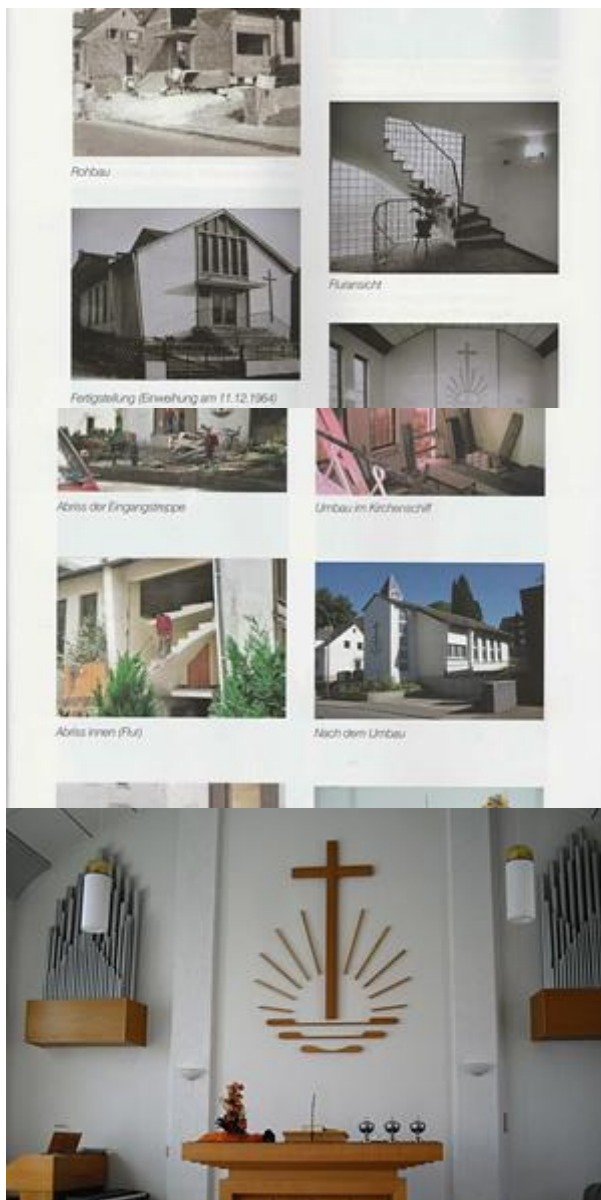 Rohbau
Fluransicht
Fertigstellung (Einweihung am 11.12.1964)
Abriss der Eingangstreppe
Umbau im Kirchenschiff
Abriss innen (Flur)
Nach dem Umbau